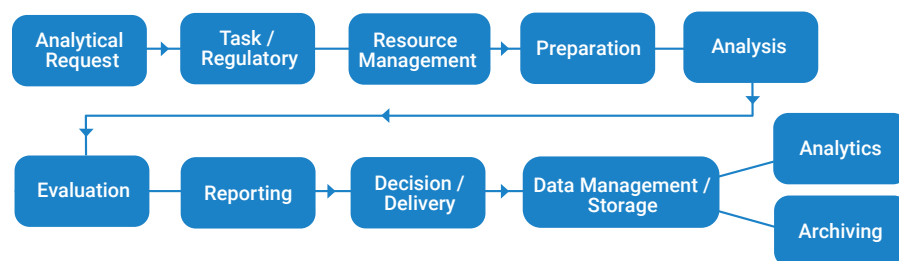 Analytical
Request
Task /
Regulatory
Resource
Management
Preparation
Analysis
Evaluation
Reporting
Decision /
Delivery
Data Management /
Storage
Analytics
Archiving